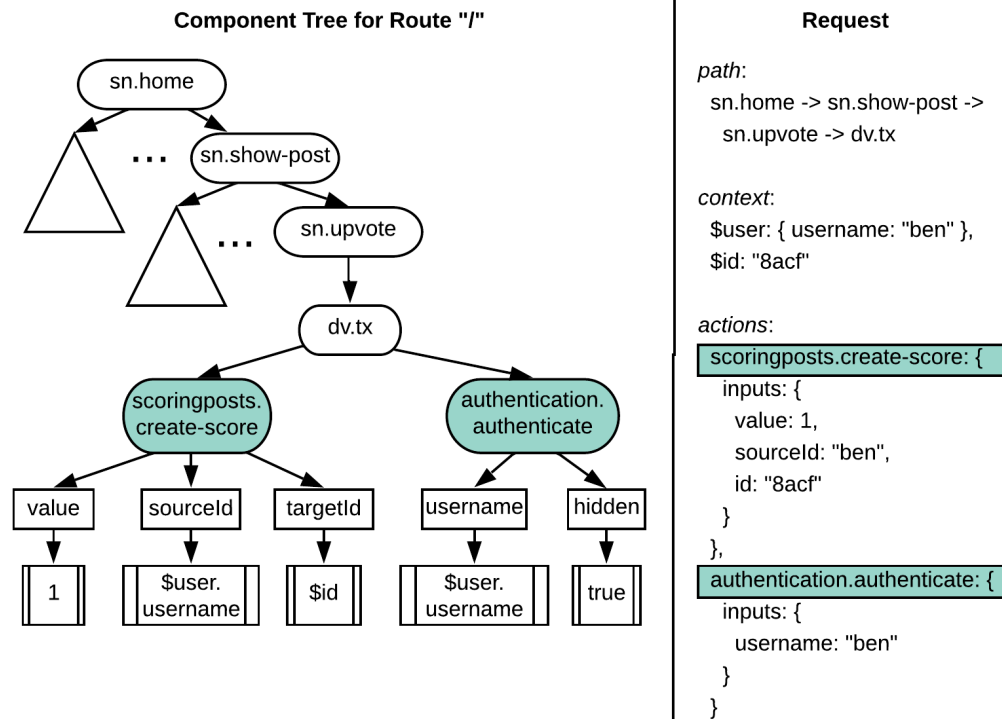 Component Tree for Route "/"
sn.home
...
sn.show-post
...
sn.upvote
dv.tx
scoringposts.
create-score
authentication.
authenticate
value
sourceId
targetId
username
hidden
1
$user.
username
$id
$user.
username
true
Request
path:
sn.home -> sn.show-post ->
sn.upvote -> dv.tx
context:
$user: { username: "ben" },
$id: "8acf"
actions:
scoringposts.create-score: {
inputs: {
value: 1,
sourceId: "ben",
id: "8acf"
}
},
authentication.authenticate: {
inputs: {
username: "ben"
}
}